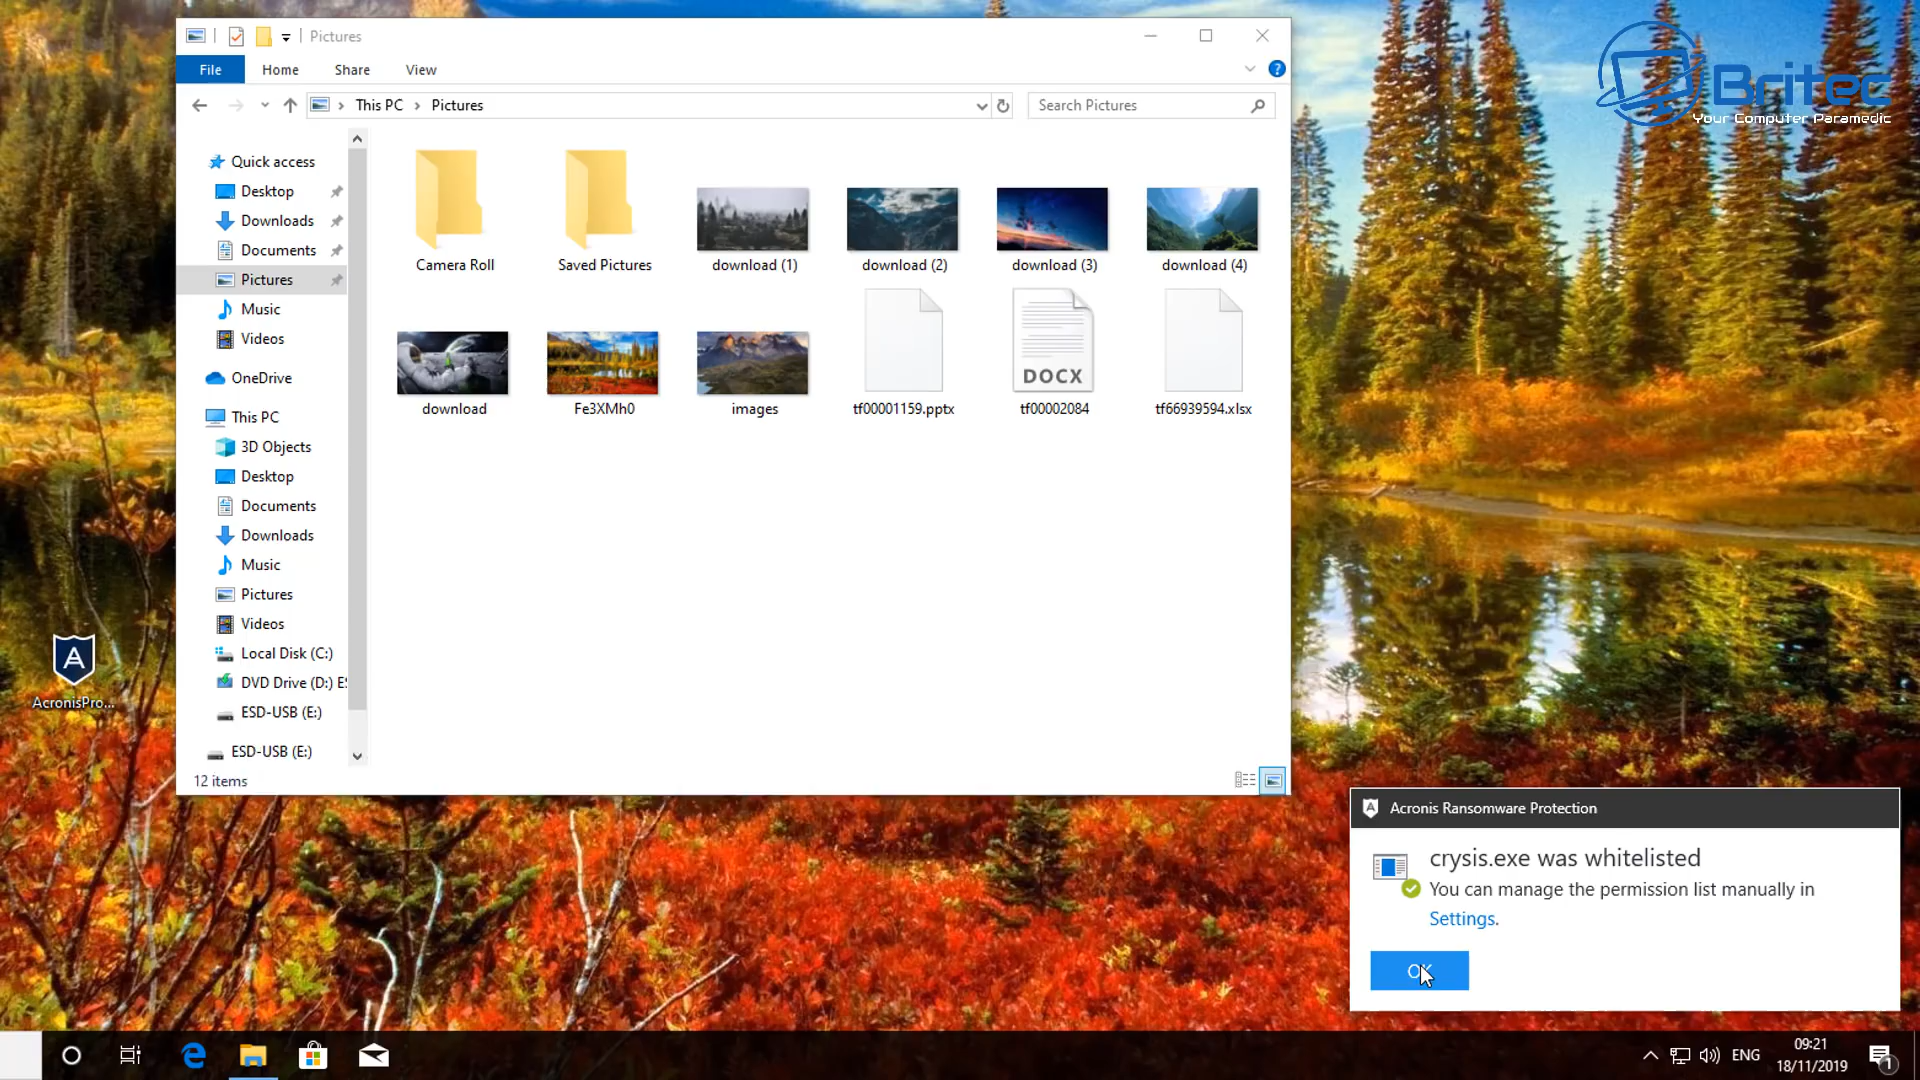 Pictures
File
Home
Share
View
This PC
Pictures
Search Pictures
Britec
Your Computer Paramedic
Quick access
Desktop
Downloads
Documents
Pictures
Music
Videos
OneDrive
This PC
3D Objects
Desktop
Documents
Downloads
Music
Pictures
Videos
Local Disk (C:)
DVD Drive (D:) ES
ESD-USB (E:)
ESD-USB (E:)
Camera Roll
Saved Pictures
download (1)
download (2)
download (3)
download (4)
download
Fe3XMh0
images
tf00001159.pptx
DOCX
tf00002084
tf66939594.xlsx
12 items
AcronisPro...
Acronis Ransomware Protection
crysis.exe was whitelisted
You can manage the permission list manually in
Settings.
OK
ENG
09:21
18/11/2019
1